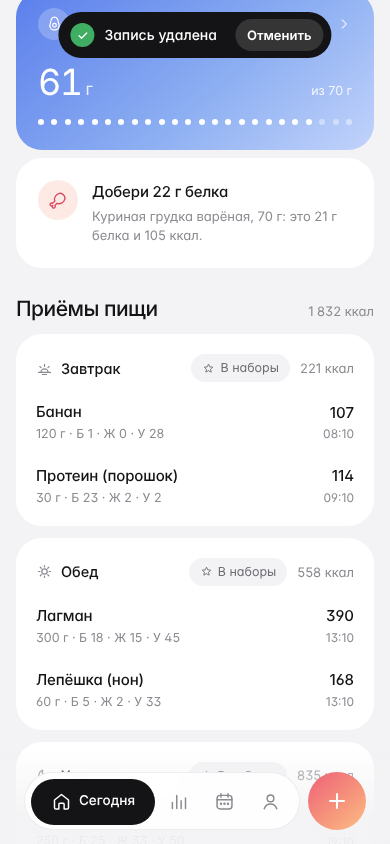 Запись удалена
Отменить
61 г
из 70 г
Добери 22 г белка
Куриная грудка варёная, 70 г: это 21 г
белка и 105 ккал.
Приёмы пищи
1 832 ккал
Завтрак
В наборы
221 ккал
Банан
107
120 г · Б 1 · Ж 0 · У 28
08:10
Протеин (порошок)
114
30 г · Б 23 · Ж 2 · У 2
09:10
Обед
В наборы
558 ккал
Лагман
390
300 г · Б 18 · Ж 15 · У 45
13:10
Лепёшка (нон)
168
60 г · Б 5 · Ж 2 · У 33
13:10
835
Сегодня